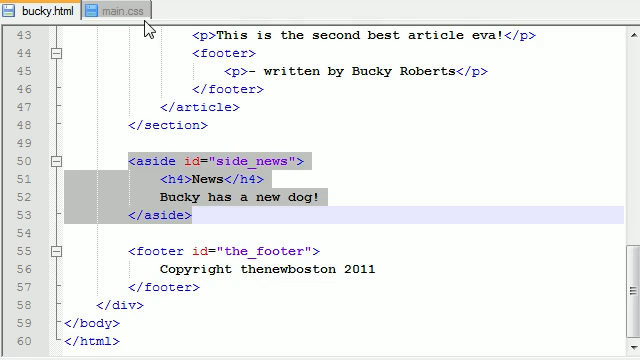 bucky.html main.css
43 <p>This is the second best article eva!</p>
44 <footer>
45 <p>- written by Bucky Roberts</p>
46 </footer>
47 </article>
48 </section>
49
50 <aside id="side_news">
51 <h4>News</h4>
52 Bucky has a new dog!
53 </aside>
54
55 <footer id="the_footer">
56 Copyright thenewboston 2011
57 </footer>
58 </div>
59 </body>
60 </html>